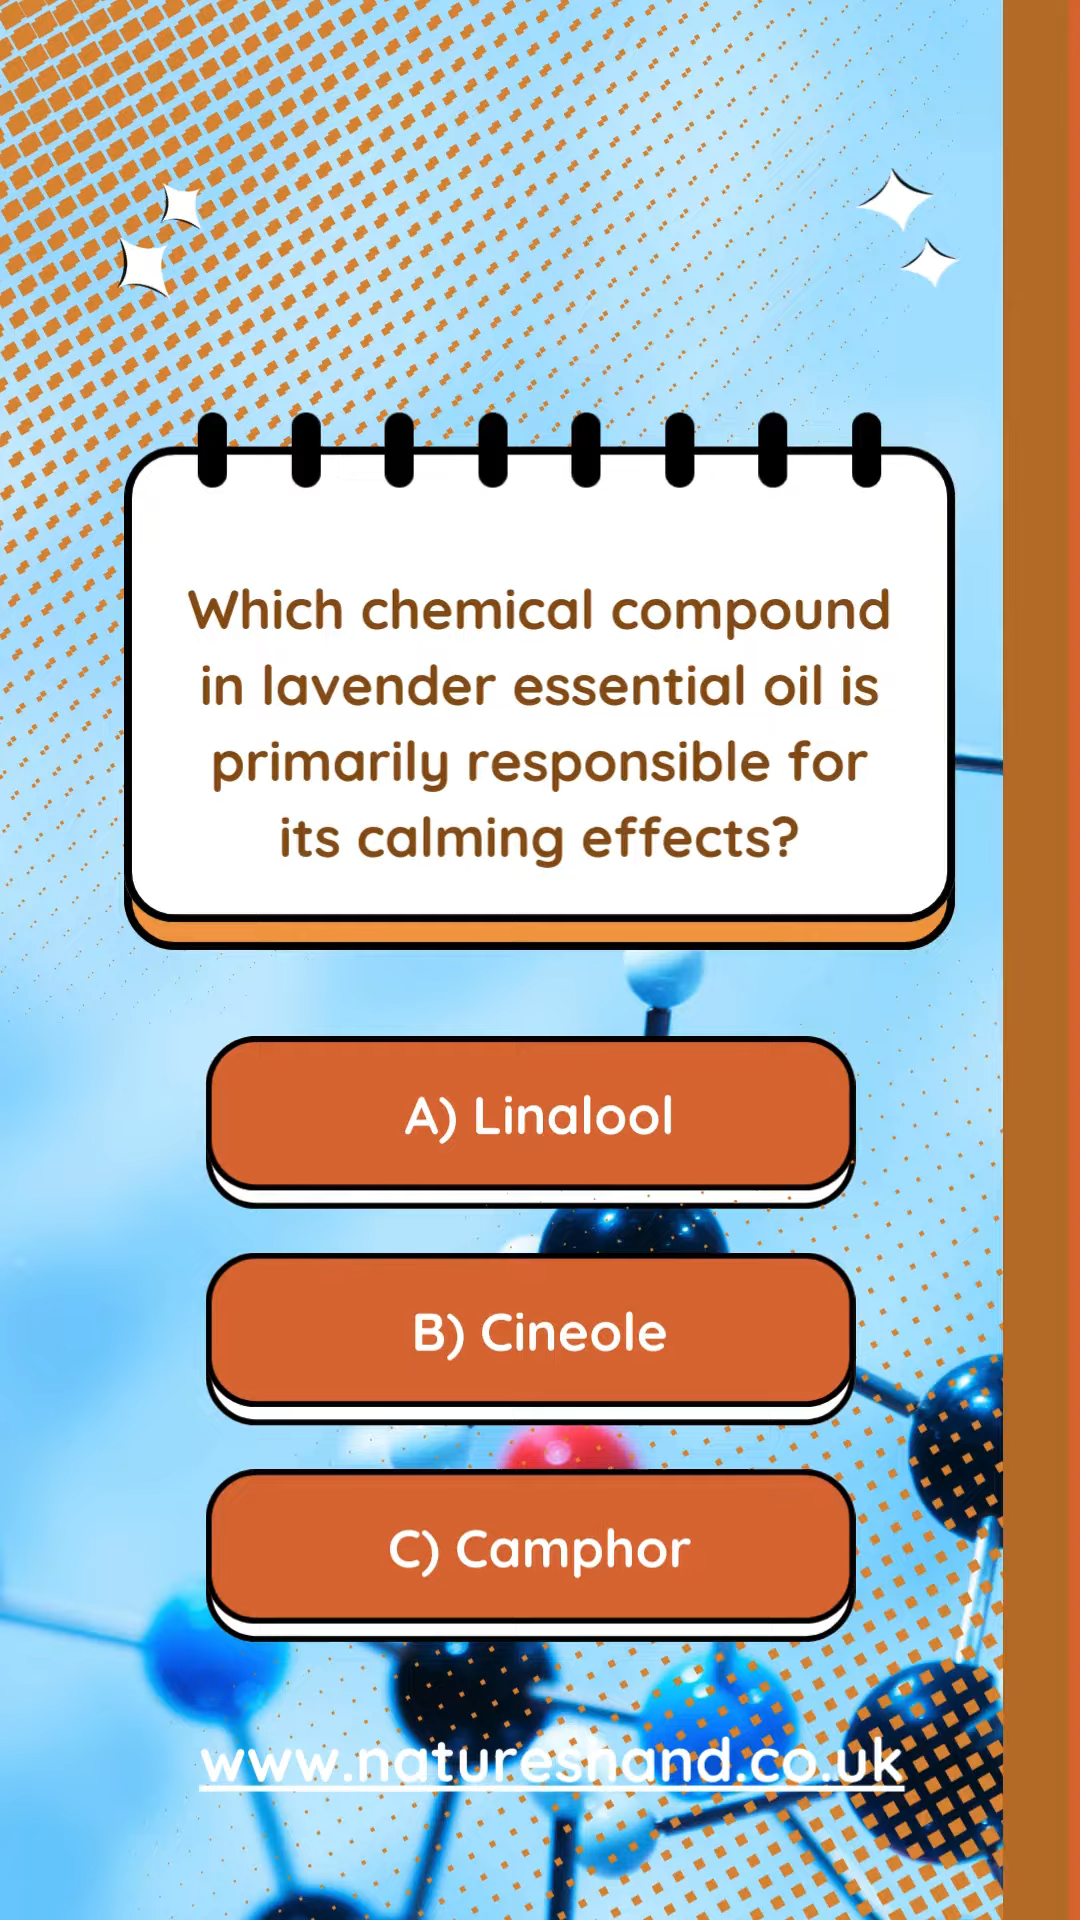 Which chemical compound
in lavender essential oil is
primarily responsible for
its calming effects?
A) Linalool
B) Cineole
C) Camphor
www.natureshand.co.uk